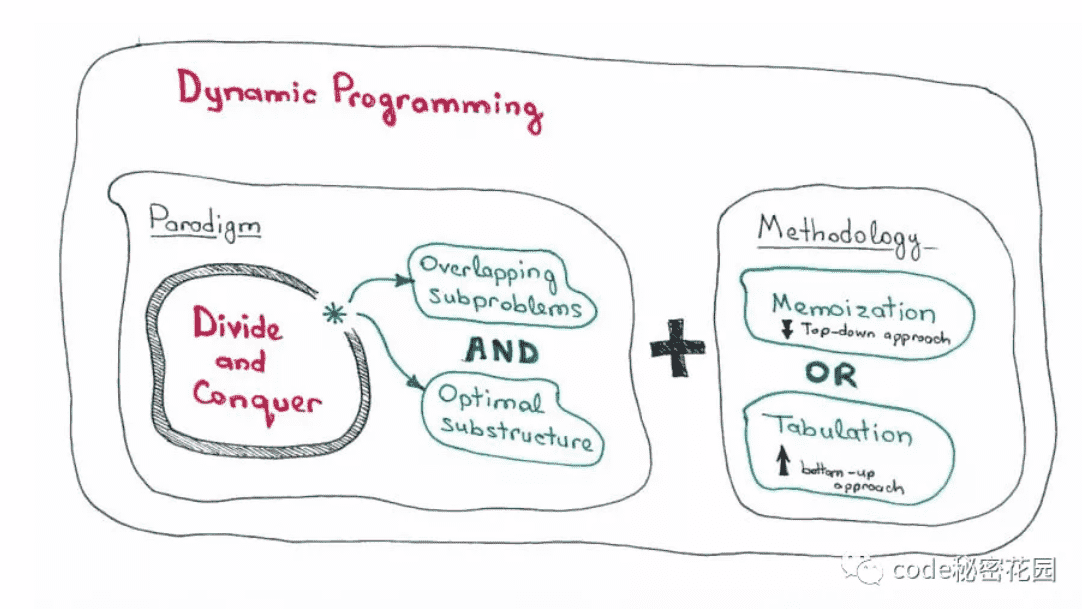 Dynamic Programming
Paradigm
Divide
and
Conquer
*
Overlapping
subproblems
AND
Optimal
substructure
+
Methodology
Memoization
Top-down approach
OR
Tabulation
bottom-up
approach
code秘密花园